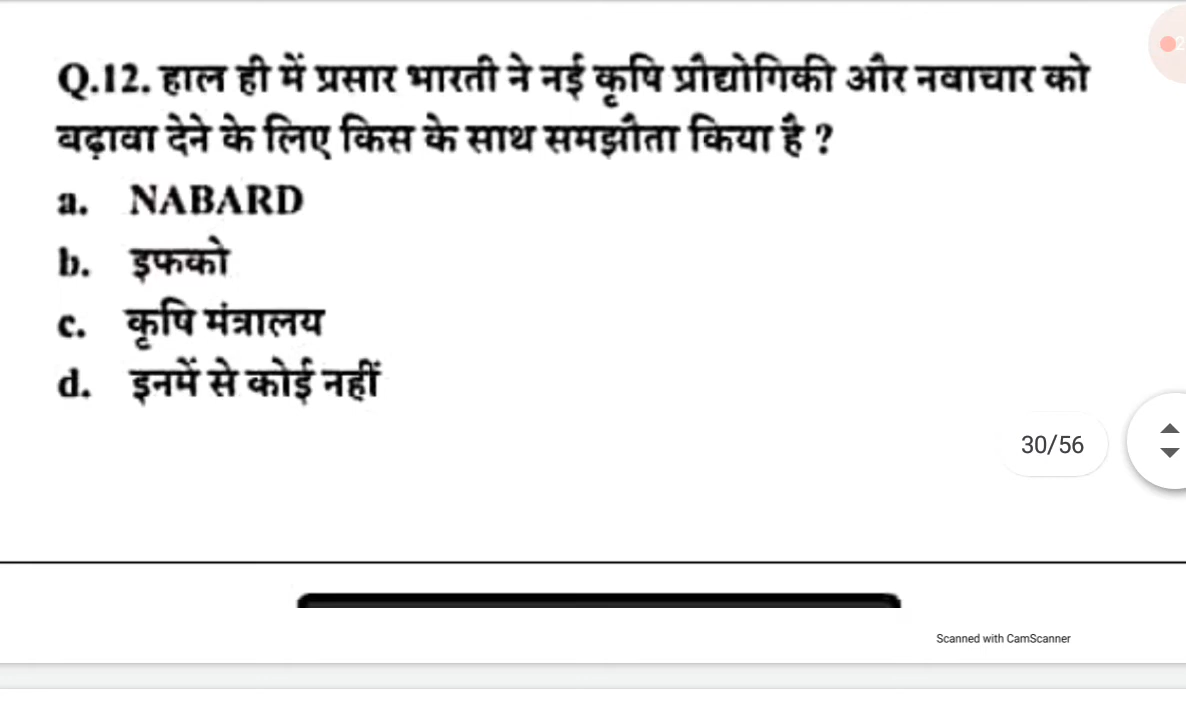 Q.12. हाल ही में प्रसार भारती ने नई कृषि प्रौद्योगिकी और नवाचार को
बढ़ावा देने के लिए किस के साथ समझौता किया है ?
a. NABARD
b. इफको
c. कृषि मंत्रालय
d. इनमें से कोई नहीं
30/56
Scanned with CamScanner